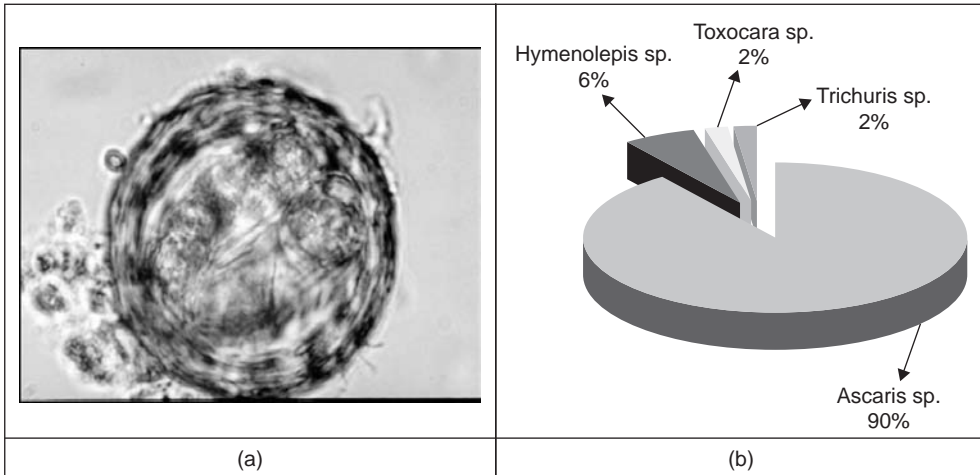 Hymenolepis sp.
6%
Toxocara sp.
2%
Trichuris sp.
2%
Ascaris sp.
90%
(a)
(b)